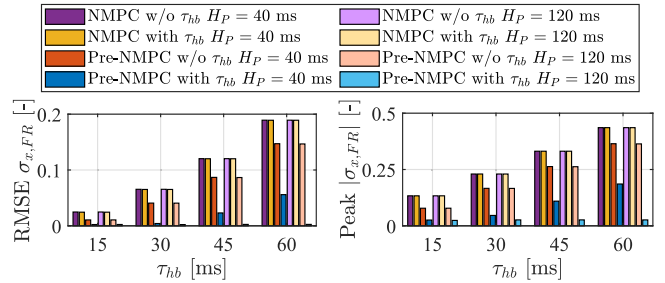 NMPC w/o τhb HP = 40 ms
NMPC w/o τhb HP = 120 ms
NMPC with τhb HP = 40 ms
NMPC with τhb HP = 120 ms
Pre-NMPC w/o τhb HP = 40 ms
Pre-NMPC w/o τhb HP = 120 ms
Pre-NMPC with τhb HP = 40 ms
Pre-NMPC with τhb HP = 120 ms
RMSE σx,FR [-]
0.2
0.1
0
15 30 45 60
τhb [ms]
Peak |σx,FR| [-]
0.5
0.25
0
15 30 45 60
τhb [ms]